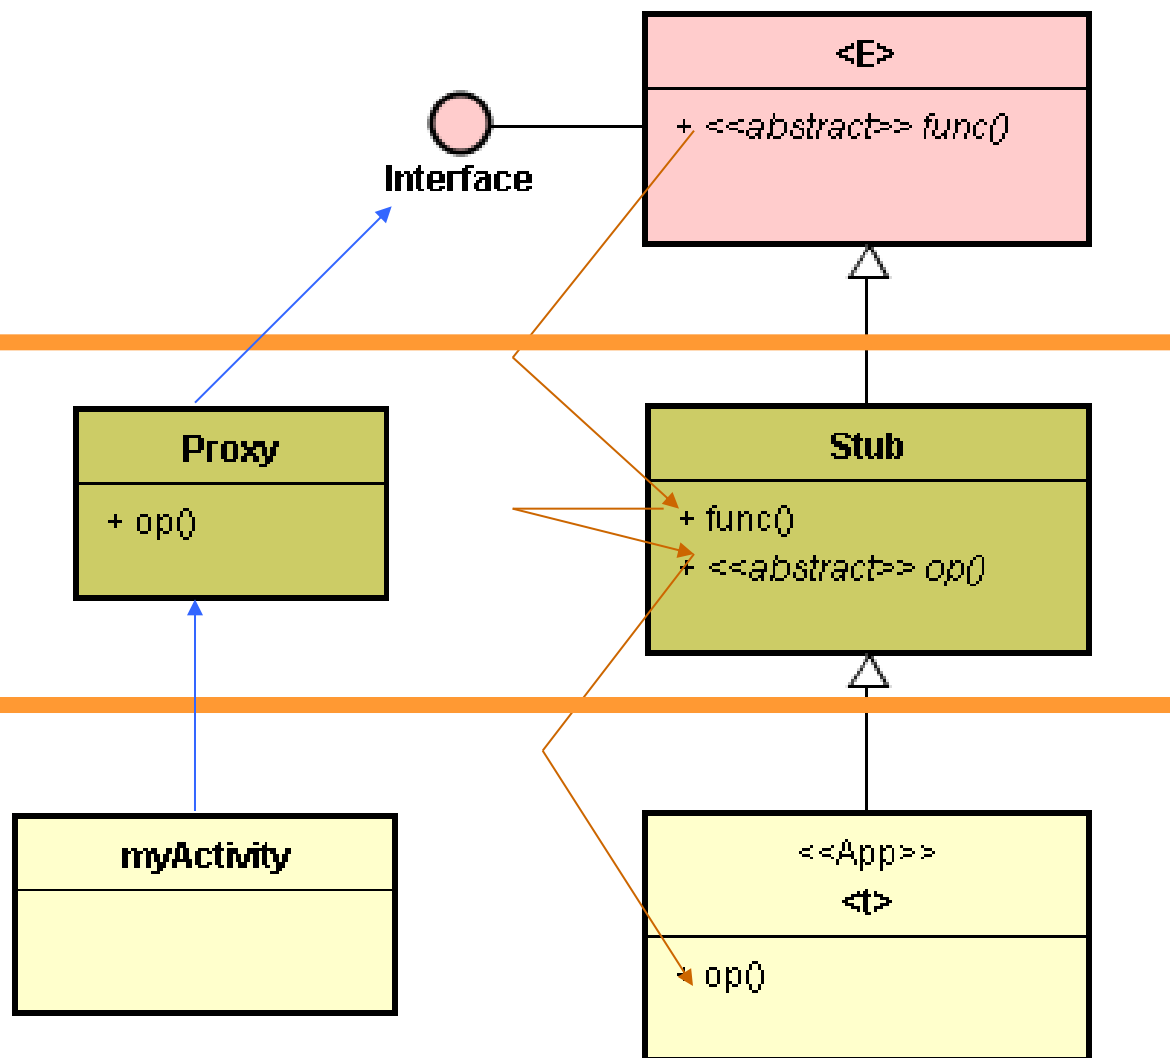 <E>
+ <<abstract>> func()
Interface
Proxy
+ op()
Stub
+ func()
+ <<abstract>> op()
myActivity
<<App>>
<t>
+ op()